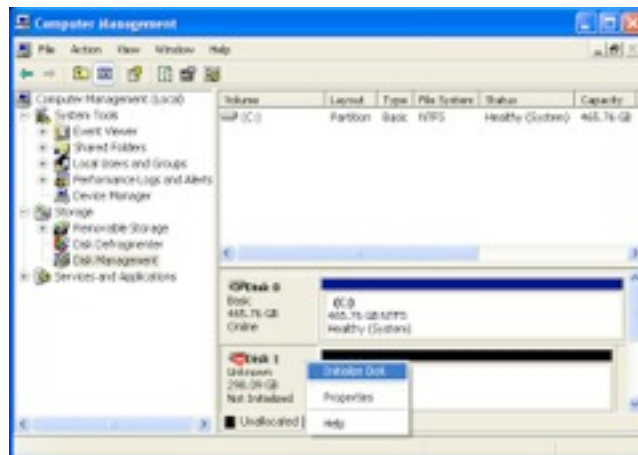 Computer Management
File Action View Window Help
Computer Management (Local)
System Tools
Event Viewer
Shared Folders
Local Users and Groups
Performance Logs and Alerts
Device Manager
Storage
Removable Storage
Disk Defragmenter
Disk Management
Services and Applications
Volume Layout Type File System Status Capacity
(C:) Partition Basic NTFS Healthy (System) 465.76 GB
Disk 0
Basic
465.76 GB
Online
(C:)
465.76 GB NTFS
Healthy (System)
Disk 1
Unknown
298.09 GB
Not Initialized
Initialize Disk
Properties
Help
Unallocated